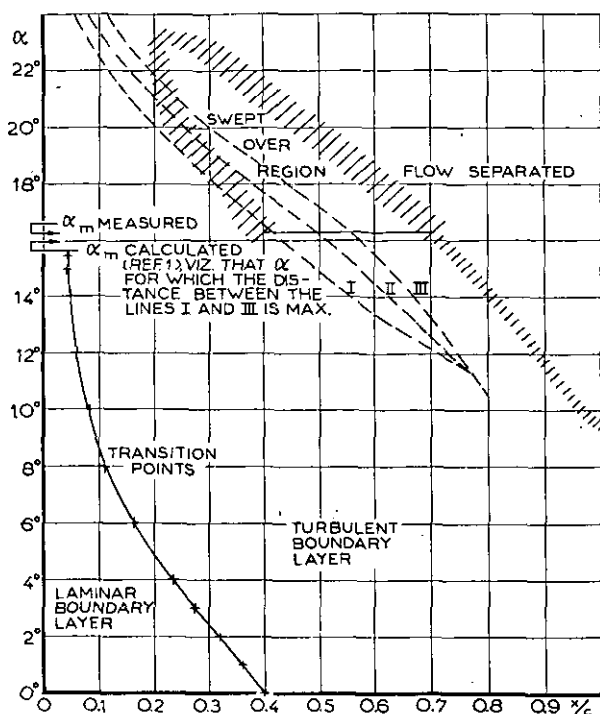 α
22°
20°
18°
16°
14°
12°
10°
8°
6°
4°
2°
0°
SWEPT
OVER
REGION
FLOW SEPARATED
αm MEASURED
αm CALCULATED
(REF.1), VIZ. THAT α
FOR WHICH THE DIS-
TANCE BETWEEN THE
LINES I AND III IS MAX.
I II III
TRANSITION
POINTS
TURBULENT
BOUNDARY
LAYER
LAMINAR
BOUNDARY
LAYER
0 0.1 0.2 0.3 0.4 0.5 0.6 0.7 0.8 0.9 x/c